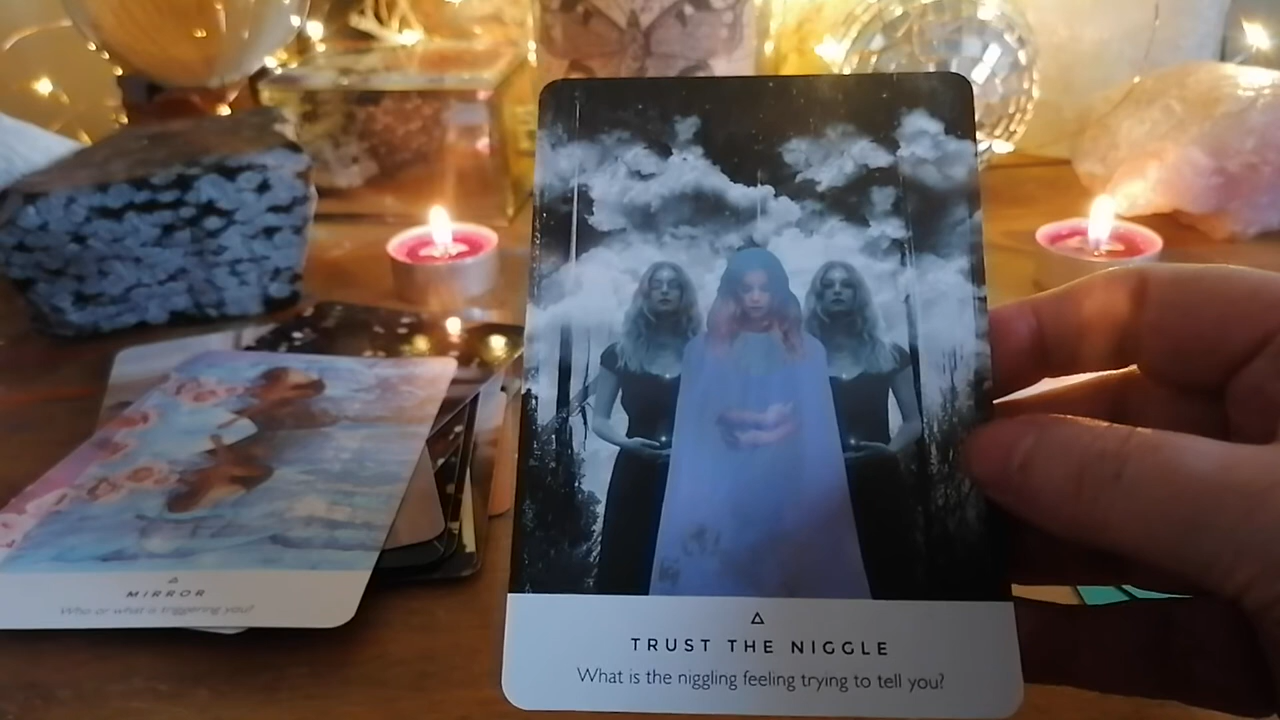 MIRROR
Who or what is triggering you?
TRUST THE NIGGLE
What is the niggling feeling trying to tell you?